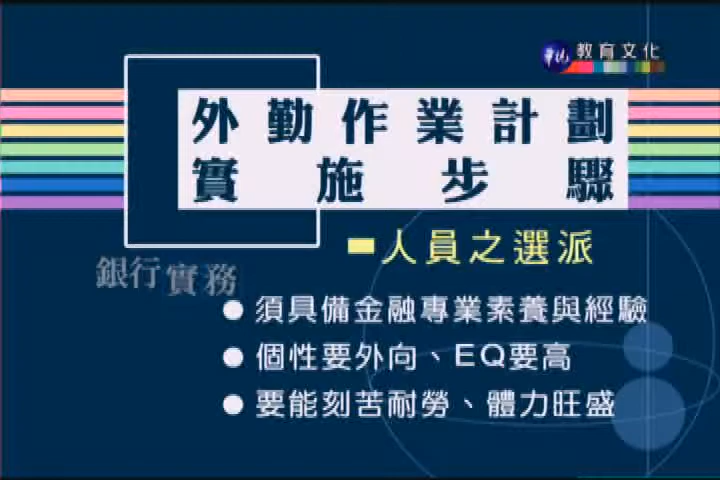 華視 教育文化
外勤作業計劃
實施步驟
人員之選派
銀行實務
須具備金融專業素養與經驗
個性要外向、EQ要高
要能刻苦耐勞、體力旺盛